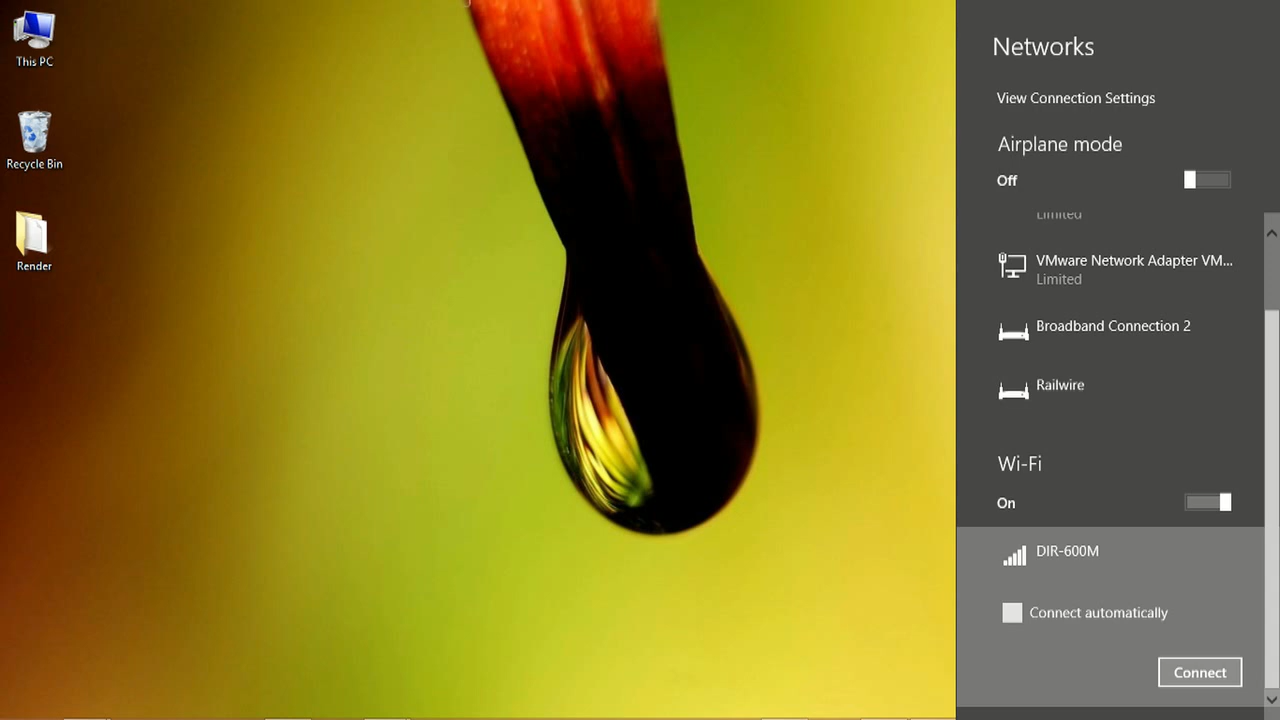 This PC
Recycle Bin
Render
Networks
View Connection Settings
Airplane mode
Off
Limited
VMware Network Adapter VM...
Limited
Broadband Connection 2
Railwire
Wi-Fi
On
DIR-600M
Connect automatically
Connect